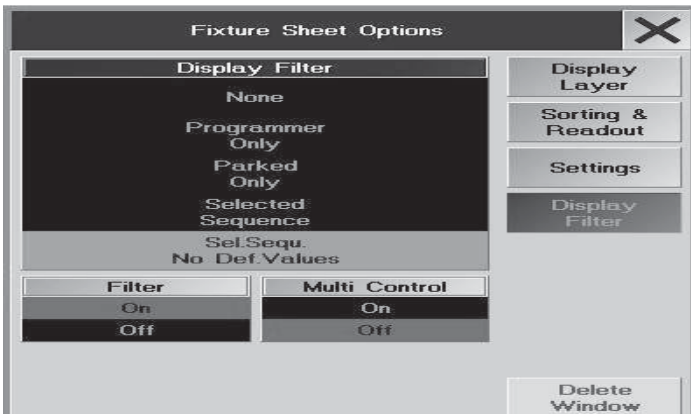 Fixture Sheet Options
Display Filter
None
Programmer
Only
Parked
Only
Selected
Sequence
Sel.Sequ.
No Def.Values
Filter
On
Off
Multi Control
On
Off
Display
Layer
Sorting &
Readout
Settings
Display
Filter
Delete
Window